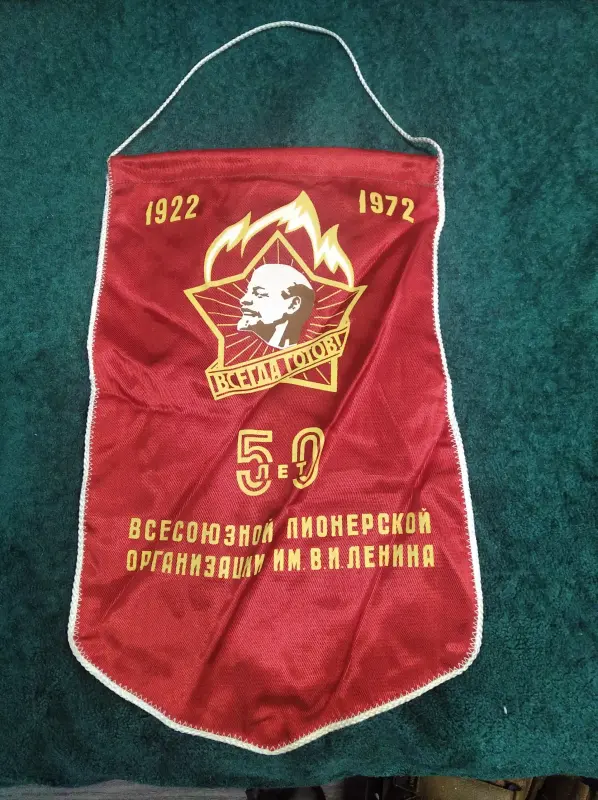 1922 1972
ВСЕГДА ГОТОВ!
50
ЛЕТ
ВСЕСОЮЗНОЙ ПИОНЕРСКОЙ
ОРГАНИЗАЦИИ ИМ. В.И.ЛЕНИНА